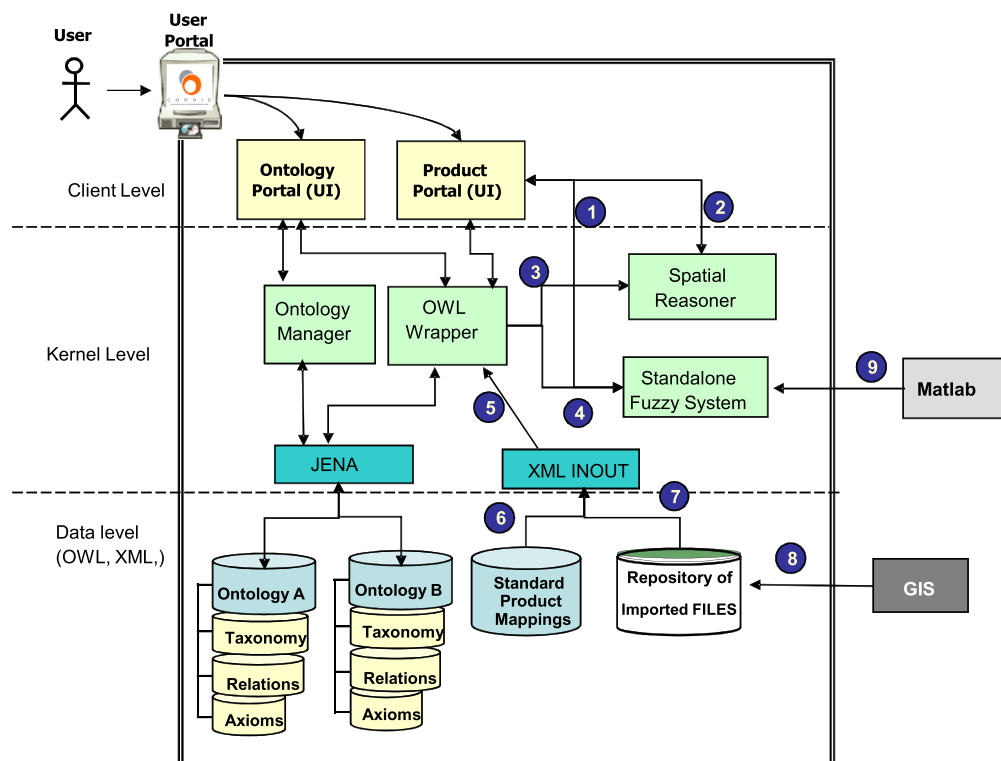 User
User
Portal
CONNIE
Ontology
Portal (UI)
Product
Portal (UI)
Client Level
1
2
3
Spatial
Reasoner
Ontology
Manager
OWL
Wrapper
Kernel Level
Standalone
Fuzzy System
9
Matlab
4
5
JENA
XML INOUT
6
7
Data level
(OWL, XML,)
8
Ontology A
Ontology B
Standard
Product
Mappings
Repository of
Imported FILES
GIS
Taxonomy
Taxonomy
Relations
Relations
Axioms
Axioms